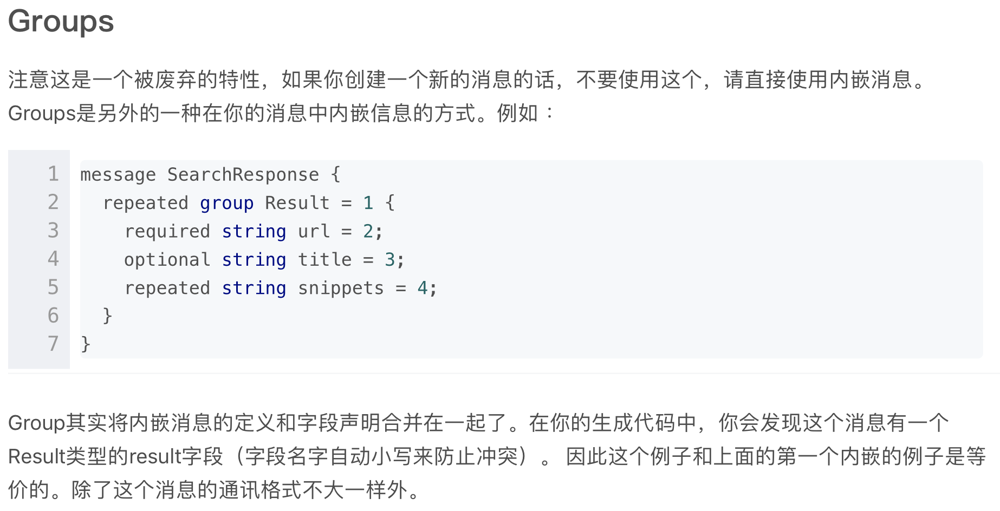 Groups
注意这是一个被废弃的特性，如果你创建一个新的消息的话，不要使用这个，请直接使用内嵌消息。
Groups是另外的一种在你的消息中内嵌信息的方式。例如：
1 message SearchResponse {
2   repeated group Result = 1 {
3     required string url = 2;
4     optional string title = 3;
5     repeated string snippets = 4;
6   }
7 }
Group其实将内嵌消息的定义和字段声明合并在一起了。在你的生成代码中，你会发现这个消息有一个
Result类型的result字段（字段名字自动小写来防止冲突）。 因此这个例子和上面的第一个内嵌的例子是等
价的。除了这个消息的通讯格式不大一样外。